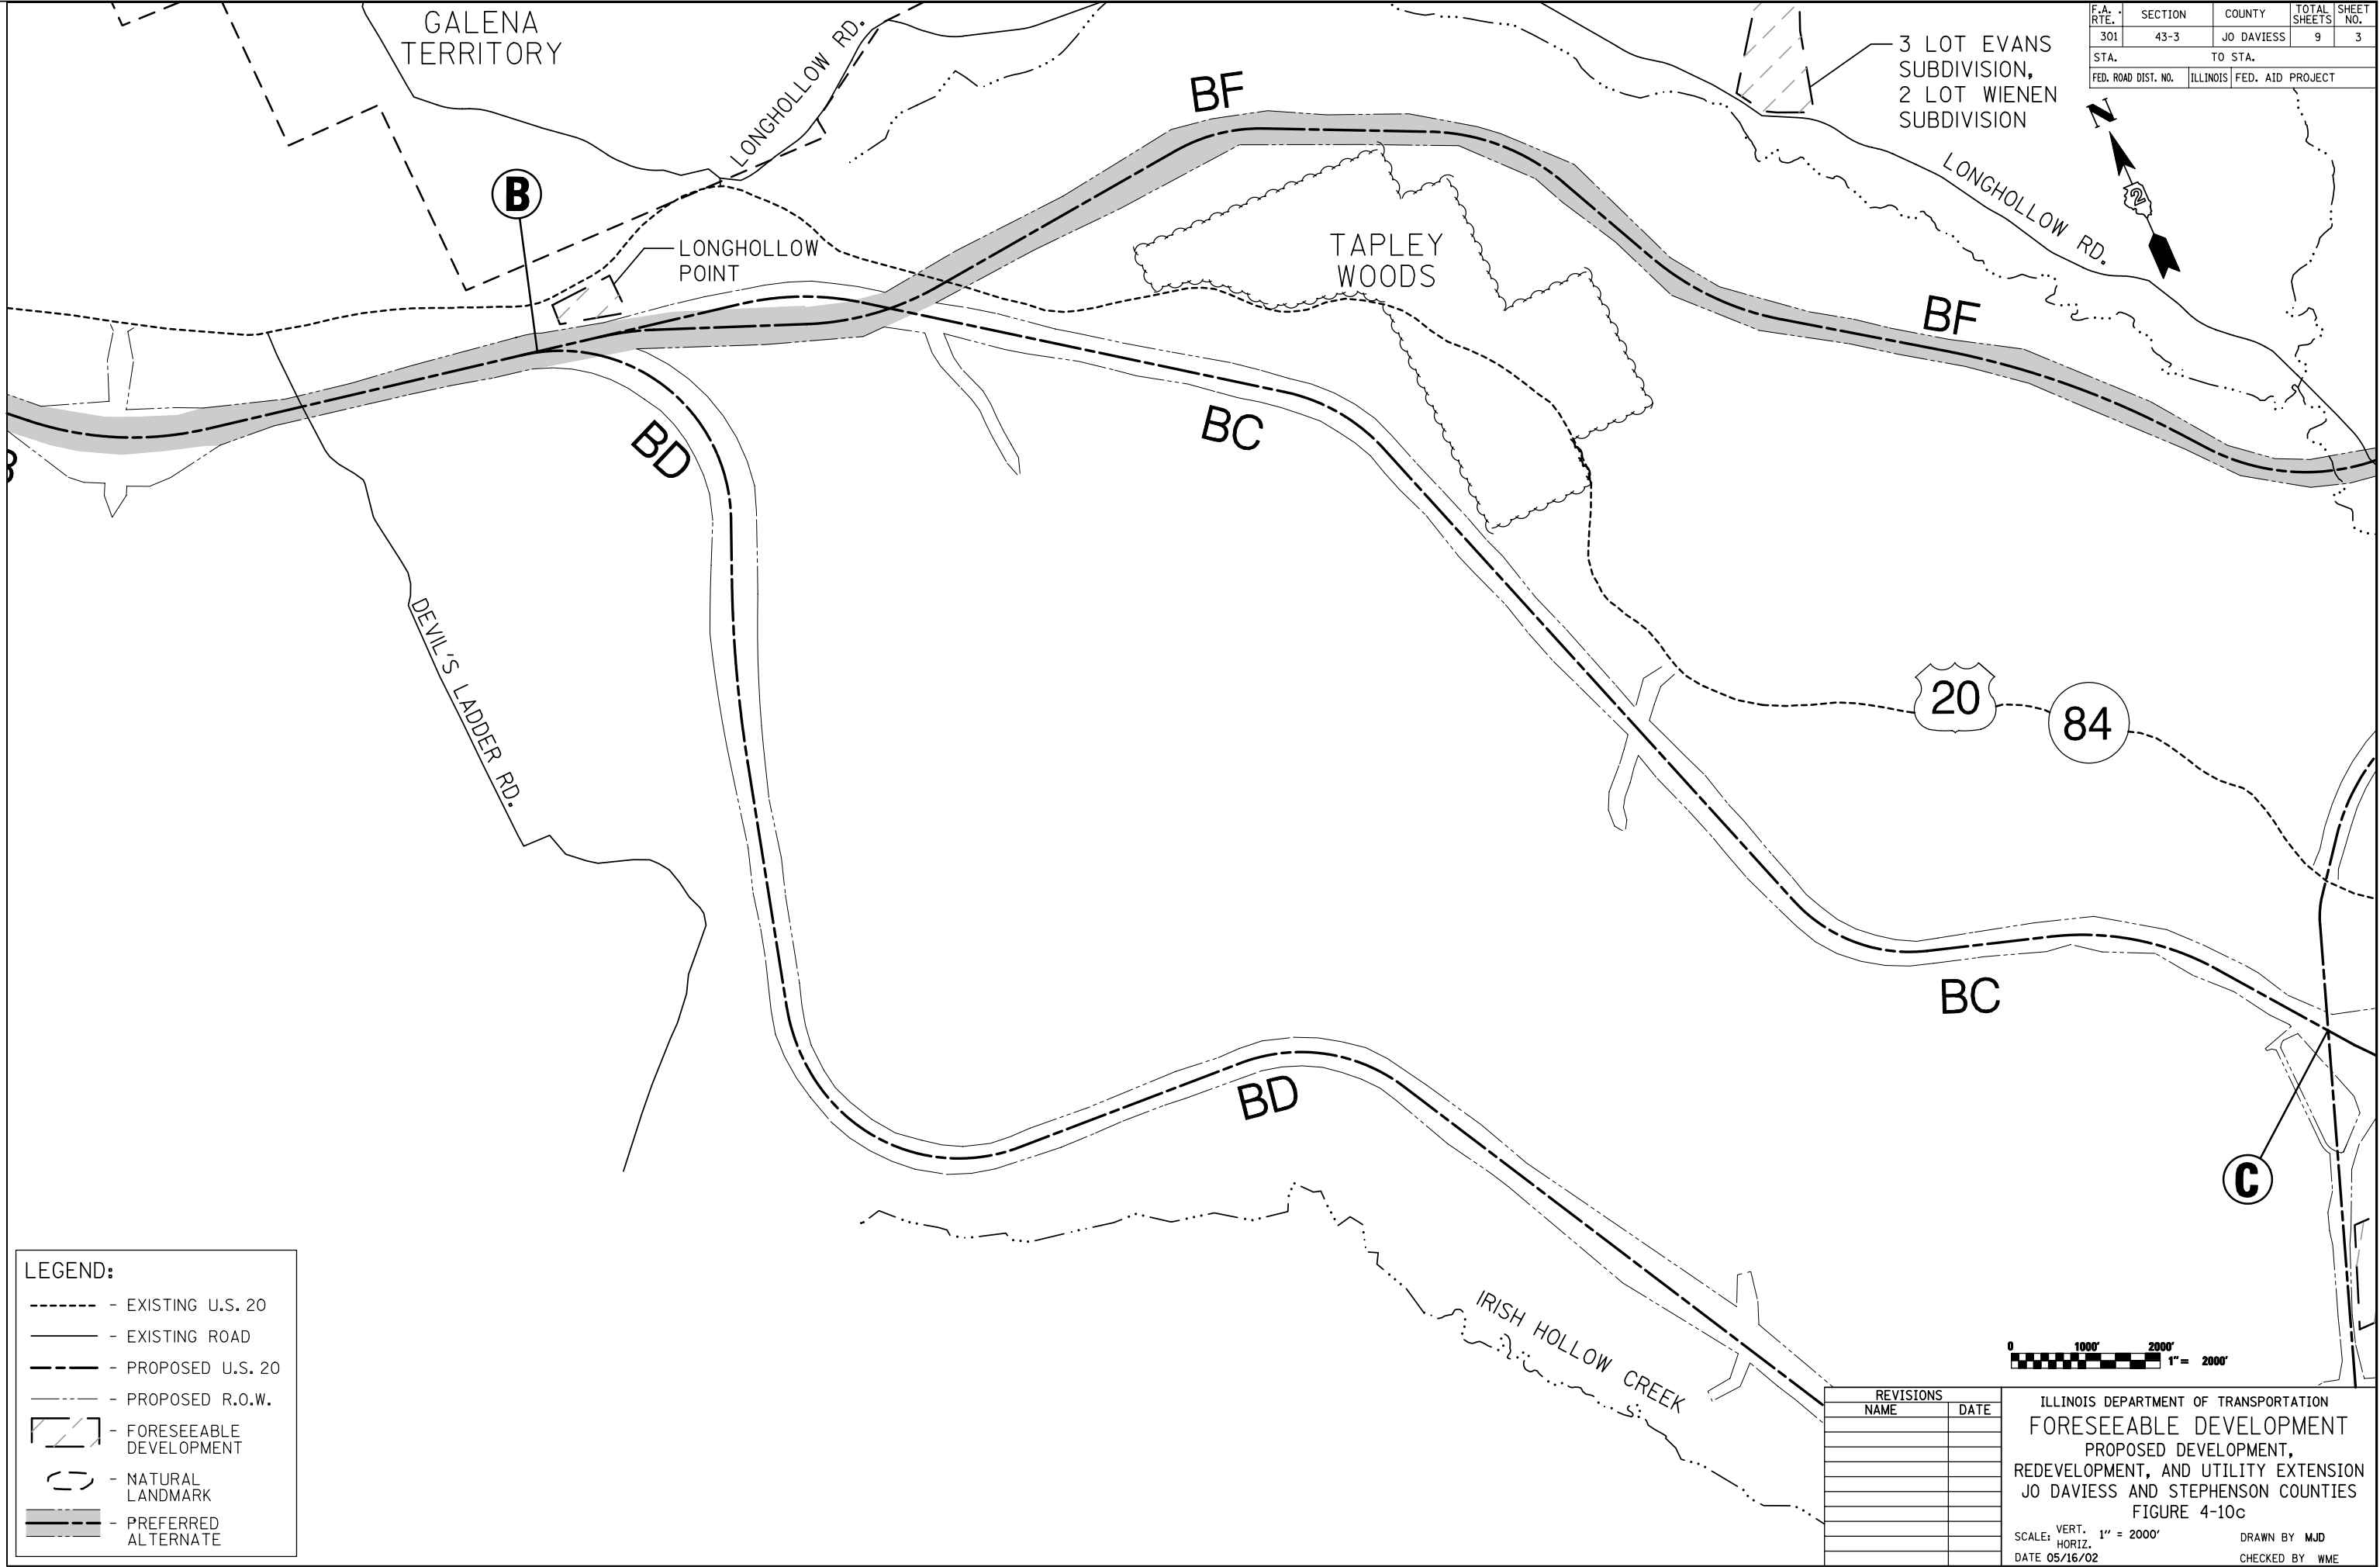 GALENA
TERRITORY
LONGHOLLOW RD.
BF
3 LOT EVANS
SUBDIVISION,
2 LOT WIENEN
SUBDIVISION
F.A. RTE. SECTION COUNTY TOTAL SHEETS SHEET NO.
301 43-3 JO DAVIESS 9 3
STA. TO STA.
FED. ROAD DIST. NO. ILLINOIS FED. AID PROJECT
N
2
LONGHOLLOW RD.
B
LONGHOLLOW
POINT
TAPLEY
WOODS
BF
BD
BC
DEVIL'S LADDER RD.
20
84
BC
BD
C
IRISH HOLLOW CREEK
LEGEND:
- EXISTING U.S. 20
- EXISTING ROAD
- PROPOSED U.S. 20
- PROPOSED R.O.W.
- FORESEEABLE
DEVELOPMENT
- NATURAL
LANDMARK
- PREFERRED
ALTERNATE
0 1000' 2000'
1"= 2000'
REVISIONS
NAME DATE
ILLINOIS DEPARTMENT OF TRANSPORTATION
FORESEEABLE DEVELOPMENT
PROPOSED DEVELOPMENT,
REDEVELOPMENT, AND UTILITY EXTENSION
JO DAVIESS AND STEPHENSON COUNTIES
FIGURE 4-10c
SCALE: VERT. HORIZ. 1" = 2000'
DRAWN BY MJD
DATE 05/16/02
CHECKED BY WME